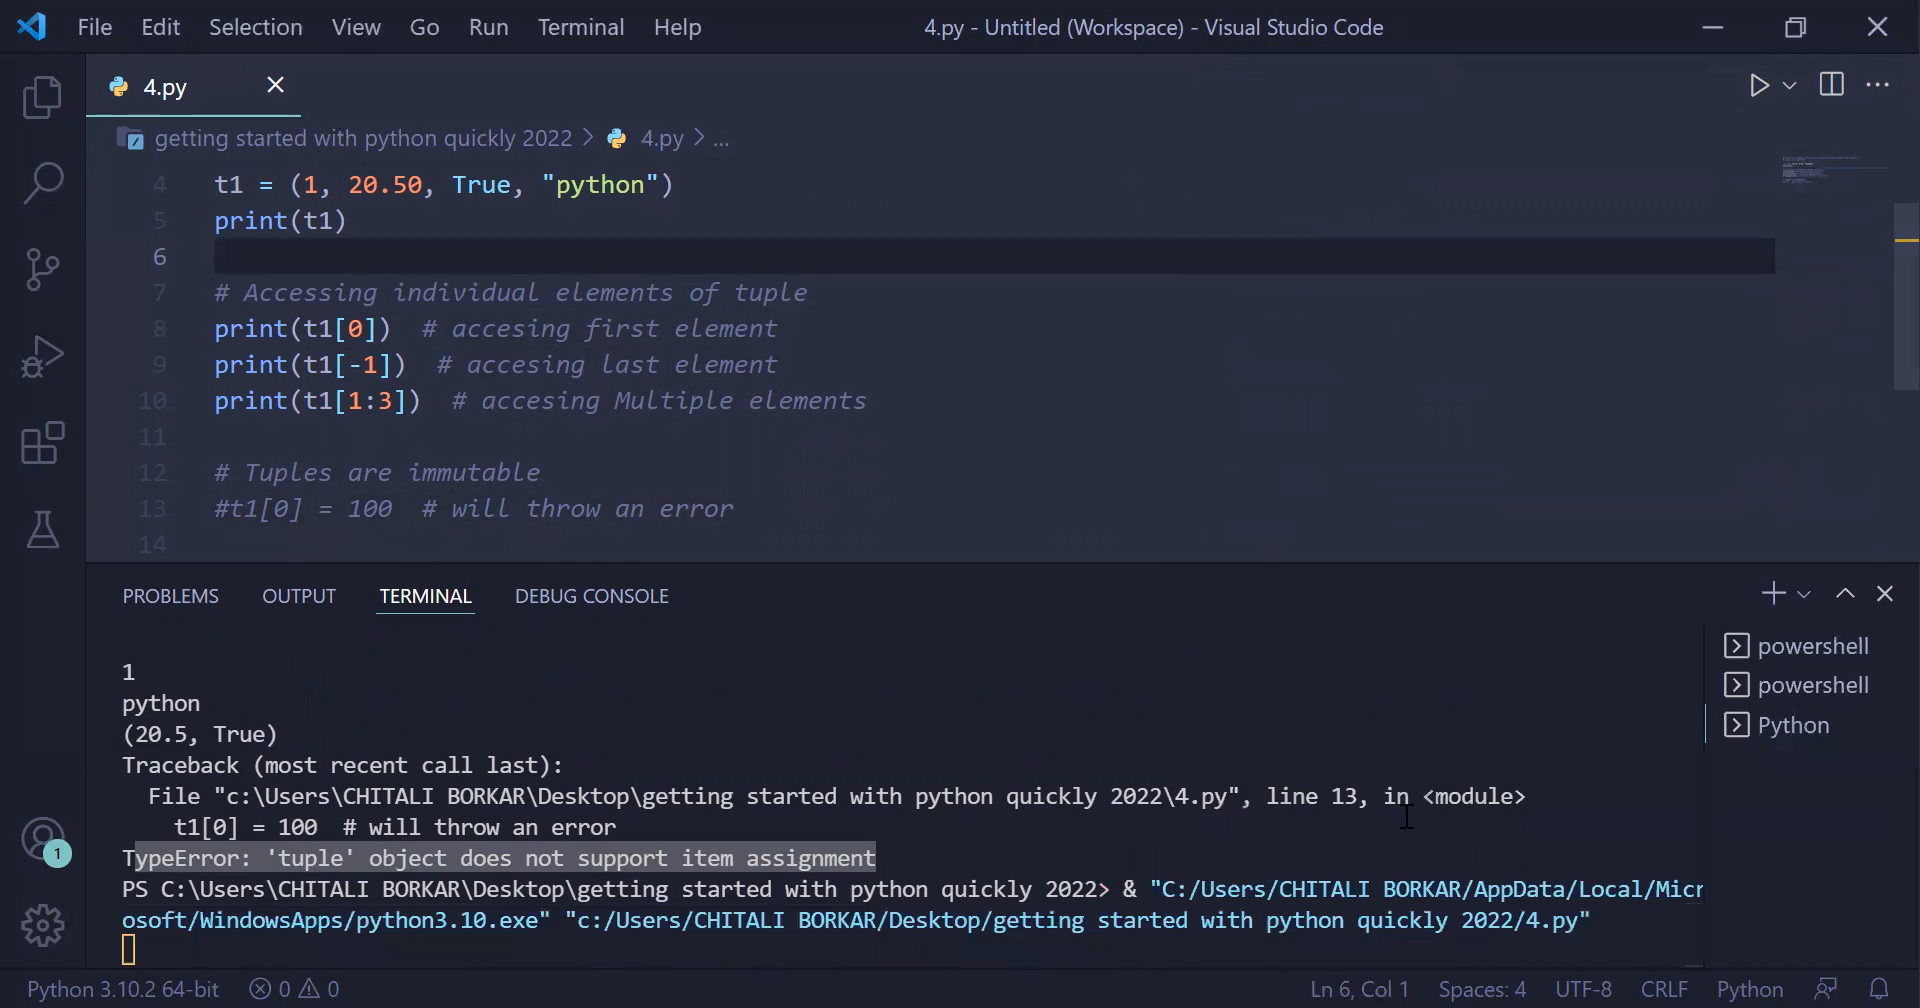 File Edit Selection View Go Run Terminal Help 4.py - Untitled (Workspace) - Visual Studio Code
4.py
getting started with python quickly 2022 > 4.py > ...
4 t1 = (1, 20.50, True, "python")
5 print(t1)
6
7 # Accessing individual elements of tuple
8 print(t1[0]) # accesing first element
9 print(t1[-1]) # accesing last element
10 print(t1[1:3]) # accesing Multiple elements
11
12 # Tuples are immutable
13 #t1[0] = 100 # will throw an error
14
PROBLEMS OUTPUT TERMINAL DEBUG CONSOLE
1
python
(20.5, True)
Traceback (most recent call last):
File "c:\Users\CHITALI BORKAR\Desktop\getting started with python quickly 2022\4.py", line 13, in <module>
t1[0] = 100 # will throw an error
TypeError: 'tuple' object does not support item assignment
PS C:\Users\CHITALI BORKAR\Desktop\getting started with python quickly 2022> & "C:/Users/CHITALI BORKAR/AppData/Local/Micr
osoft/WindowsApps/python3.10.exe" "c:/Users/CHITALI BORKAR/Desktop/getting started with python quickly 2022/4.py"
powershell
powershell
Python
1
Python 3.10.2 64-bit 0 0 Ln 6, Col 1 Spaces: 4 UTF-8 CRLF Python